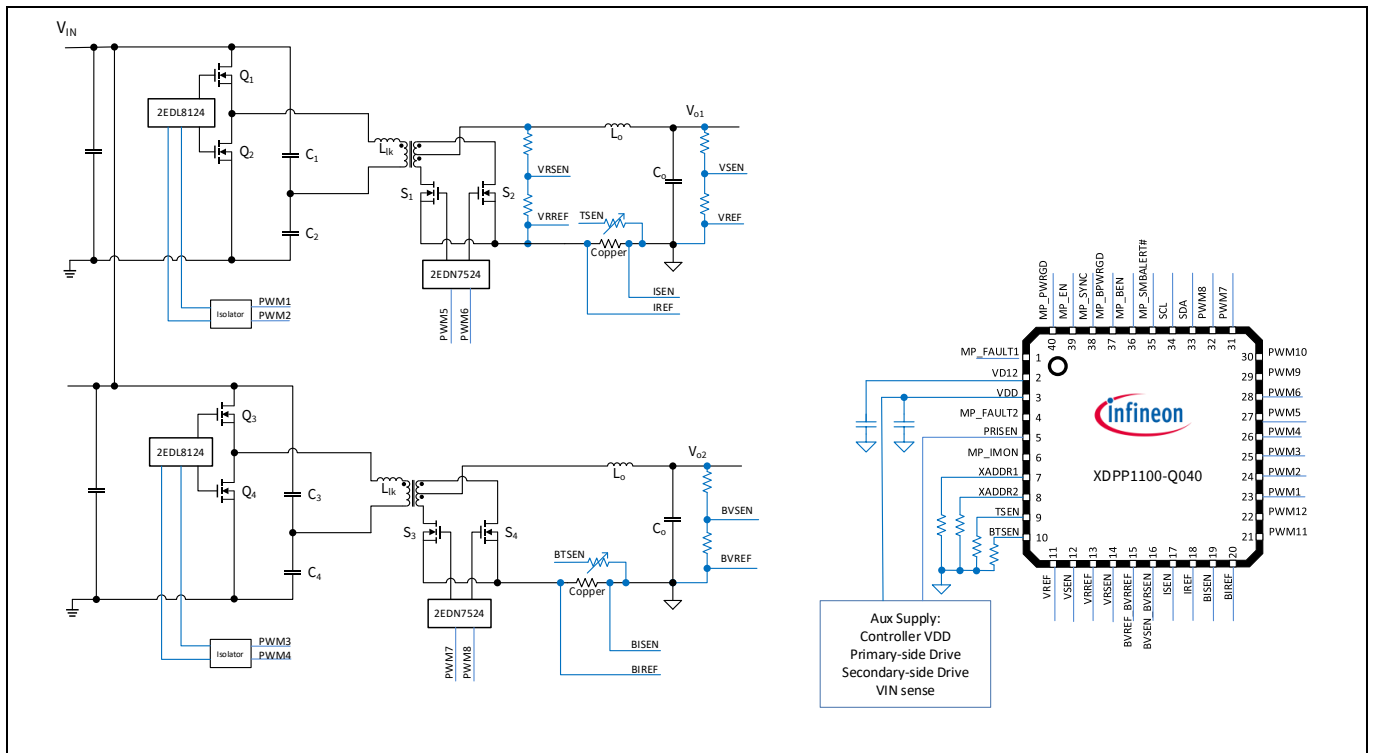 VIN
Q1
2EDL8124
Q2
C1
C2
Llk
S1
S2
Lo
Vo1
Co
VRSEN
VRREF
VSEN
VREF
TSEN
Copper
2EDN7524
ISEN
IREF
PWM5
PWM6
Isolator
PWM1
PWM2
Q3
2EDL8124
Q4
C3
C4
Llk
S3
S4
Lo
Vo2
Co
BVSEN
BVREF
BTSEN
Copper
2EDN7524
BISEN
BIREF
PWM7
PWM8
Isolator
PWM3
PWM4
MP_PWRGD
MP_EN
MP_SYNC
MP_BPWRGD
MP_BEN
MP_SMBALERT#
SCL
SDA
PWM8
PWM7
40
39
38
37
36
35
34
33
32
31
MP_FAULT1
1
VD12
2
VDD
3
MP_FAULT2
4
PRISEN
5
MP_IMON
6
XADDR1
7
XADDR2
8
TSEN
9
BTSEN
10
infineon
XDPP1100-Q040
30 PWM10
29 PWM9
28 PWM6
27 PWM5
26 PWM4
25 PWM3
24 PWM2
23 PWM1
22 PWM12
21 PWM11
11
12
13
14
15
16
17
18
19
20
VREF
VSEN
VRREF
VRSEN
BVREF_BVRREF
BVSEN_BVRSEN
ISEN
IREF
BISEN
BIREF
Aux Supply:
Controller VDD
Primary-side Drive
Secondary-side Drive
VIN sense